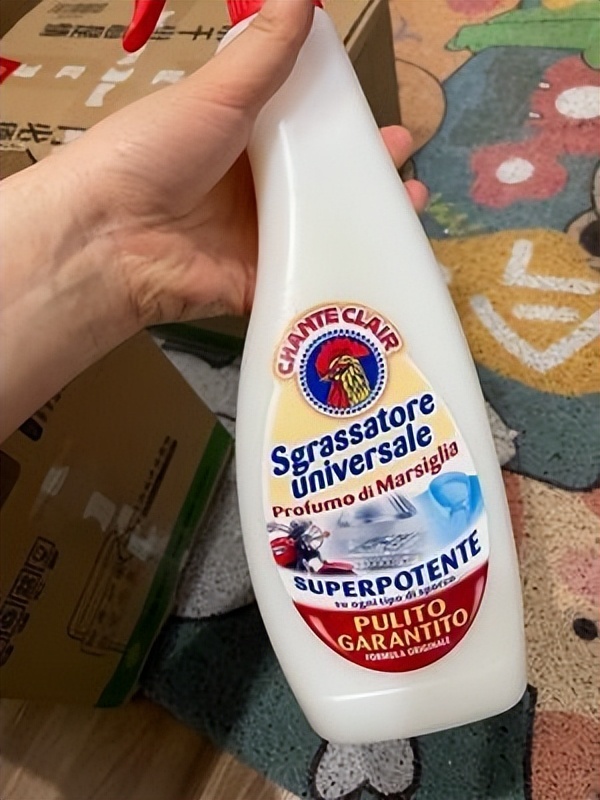 CHANTE CLAIR
Sgrassatore
universale
Profumo di Marsiglia
SUPERPOTENTE
su ogni tipo di sporco
PULITO
GARANTITO
FORMULA ORIGINALE